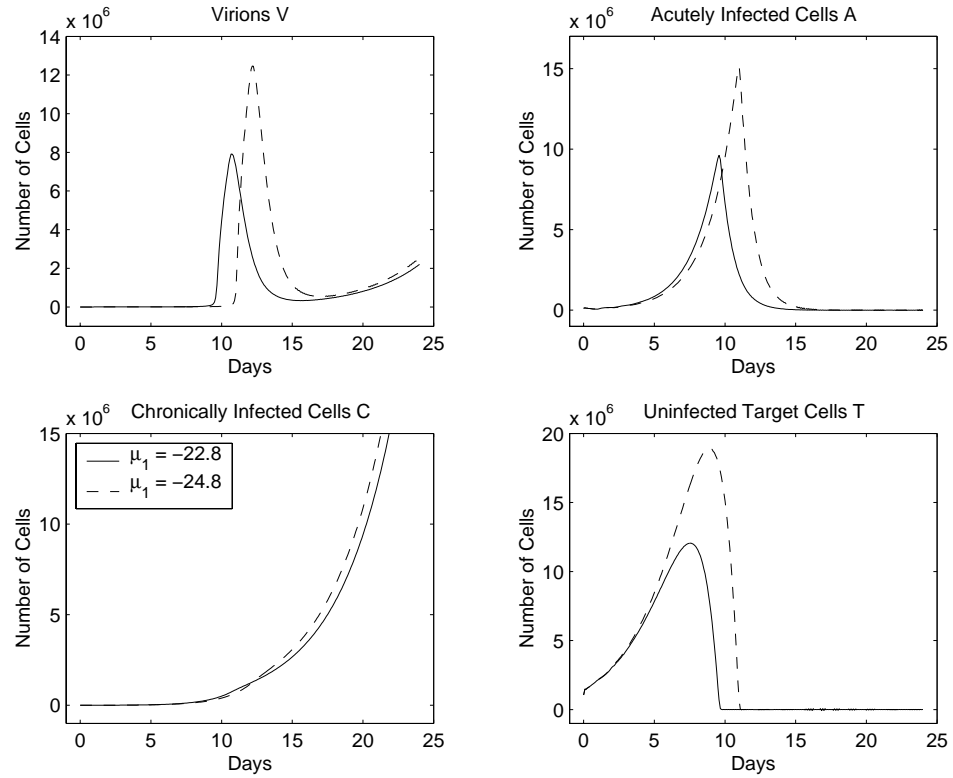 Virions V
x 10^6
14
12
10
8
6
4
2
0
0 5 10 15 20 25
Days
Number of Cells
Acutely Infected Cells A
x 10^6
15
10
5
0
0 5 10 15 20 25
Days
Number of Cells
Chronically Infected Cells C
x 10^6
15
10
5
0
μ_1 = −22.8
μ_1 = −24.8
0 5 10 15 20 25
Days
Number of Cells
Uninfected Target Cells T
x 10^6
20
15
10
5
0
0 5 10 15 20 25
Days
Number of Cells